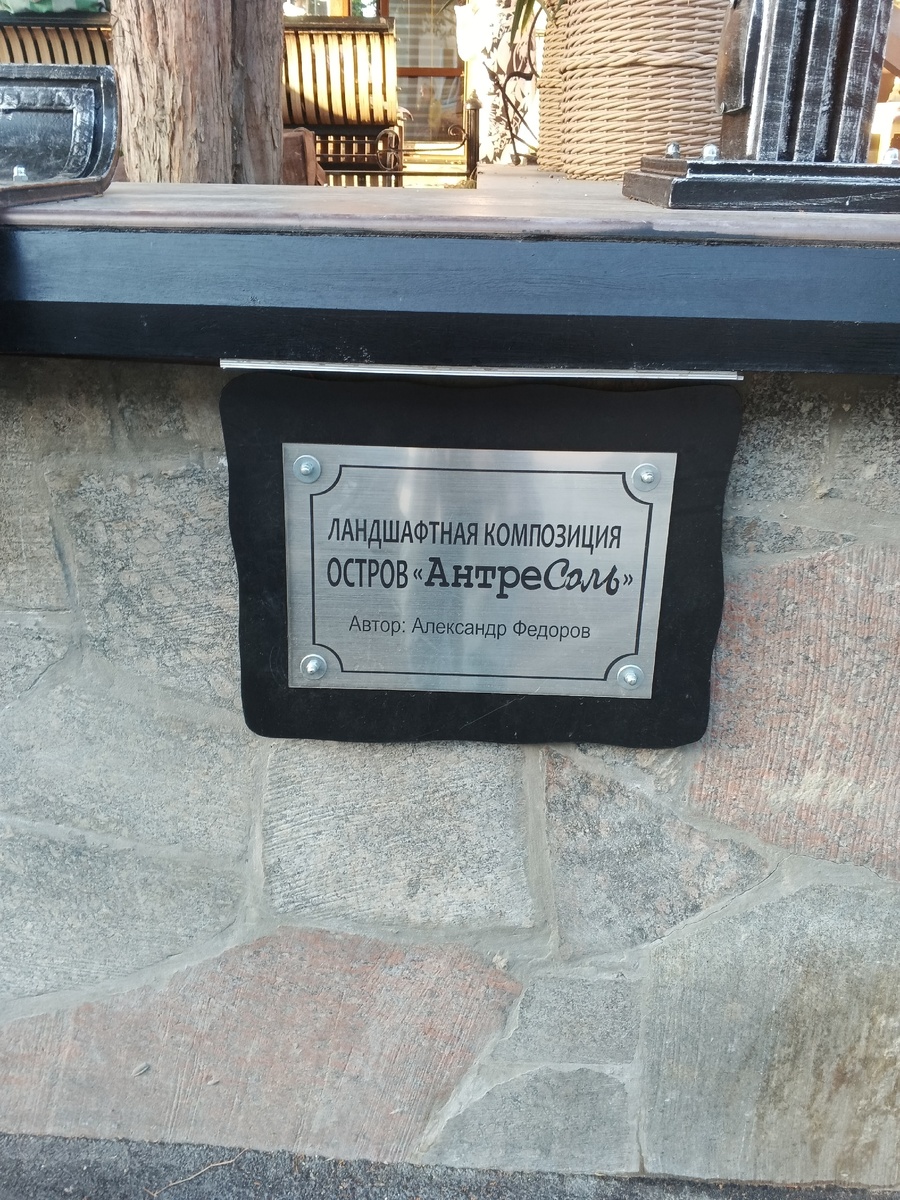 ЛАНДШАФТНАЯ КОМПОЗИЦИЯ
ОСТРОВ «АнтреСоль»
Автор: Александр Федоров